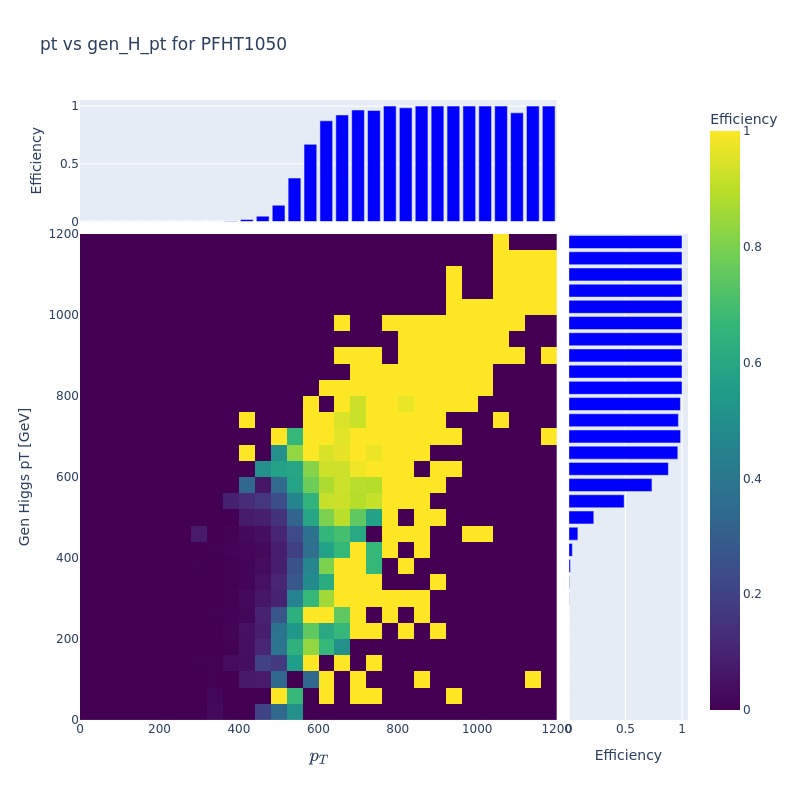 pt vs gen_H_pt for PFHT1050
Efficiency
1
0.5
0
Efficiency
1
0.8
0.6
0.4
0.2
0
Gen Higgs pT [GeV]
1200
1000
800
600
400
200
0
0 200 400 600 800 1000 1200
p_T
0 0.5 1
Efficiency